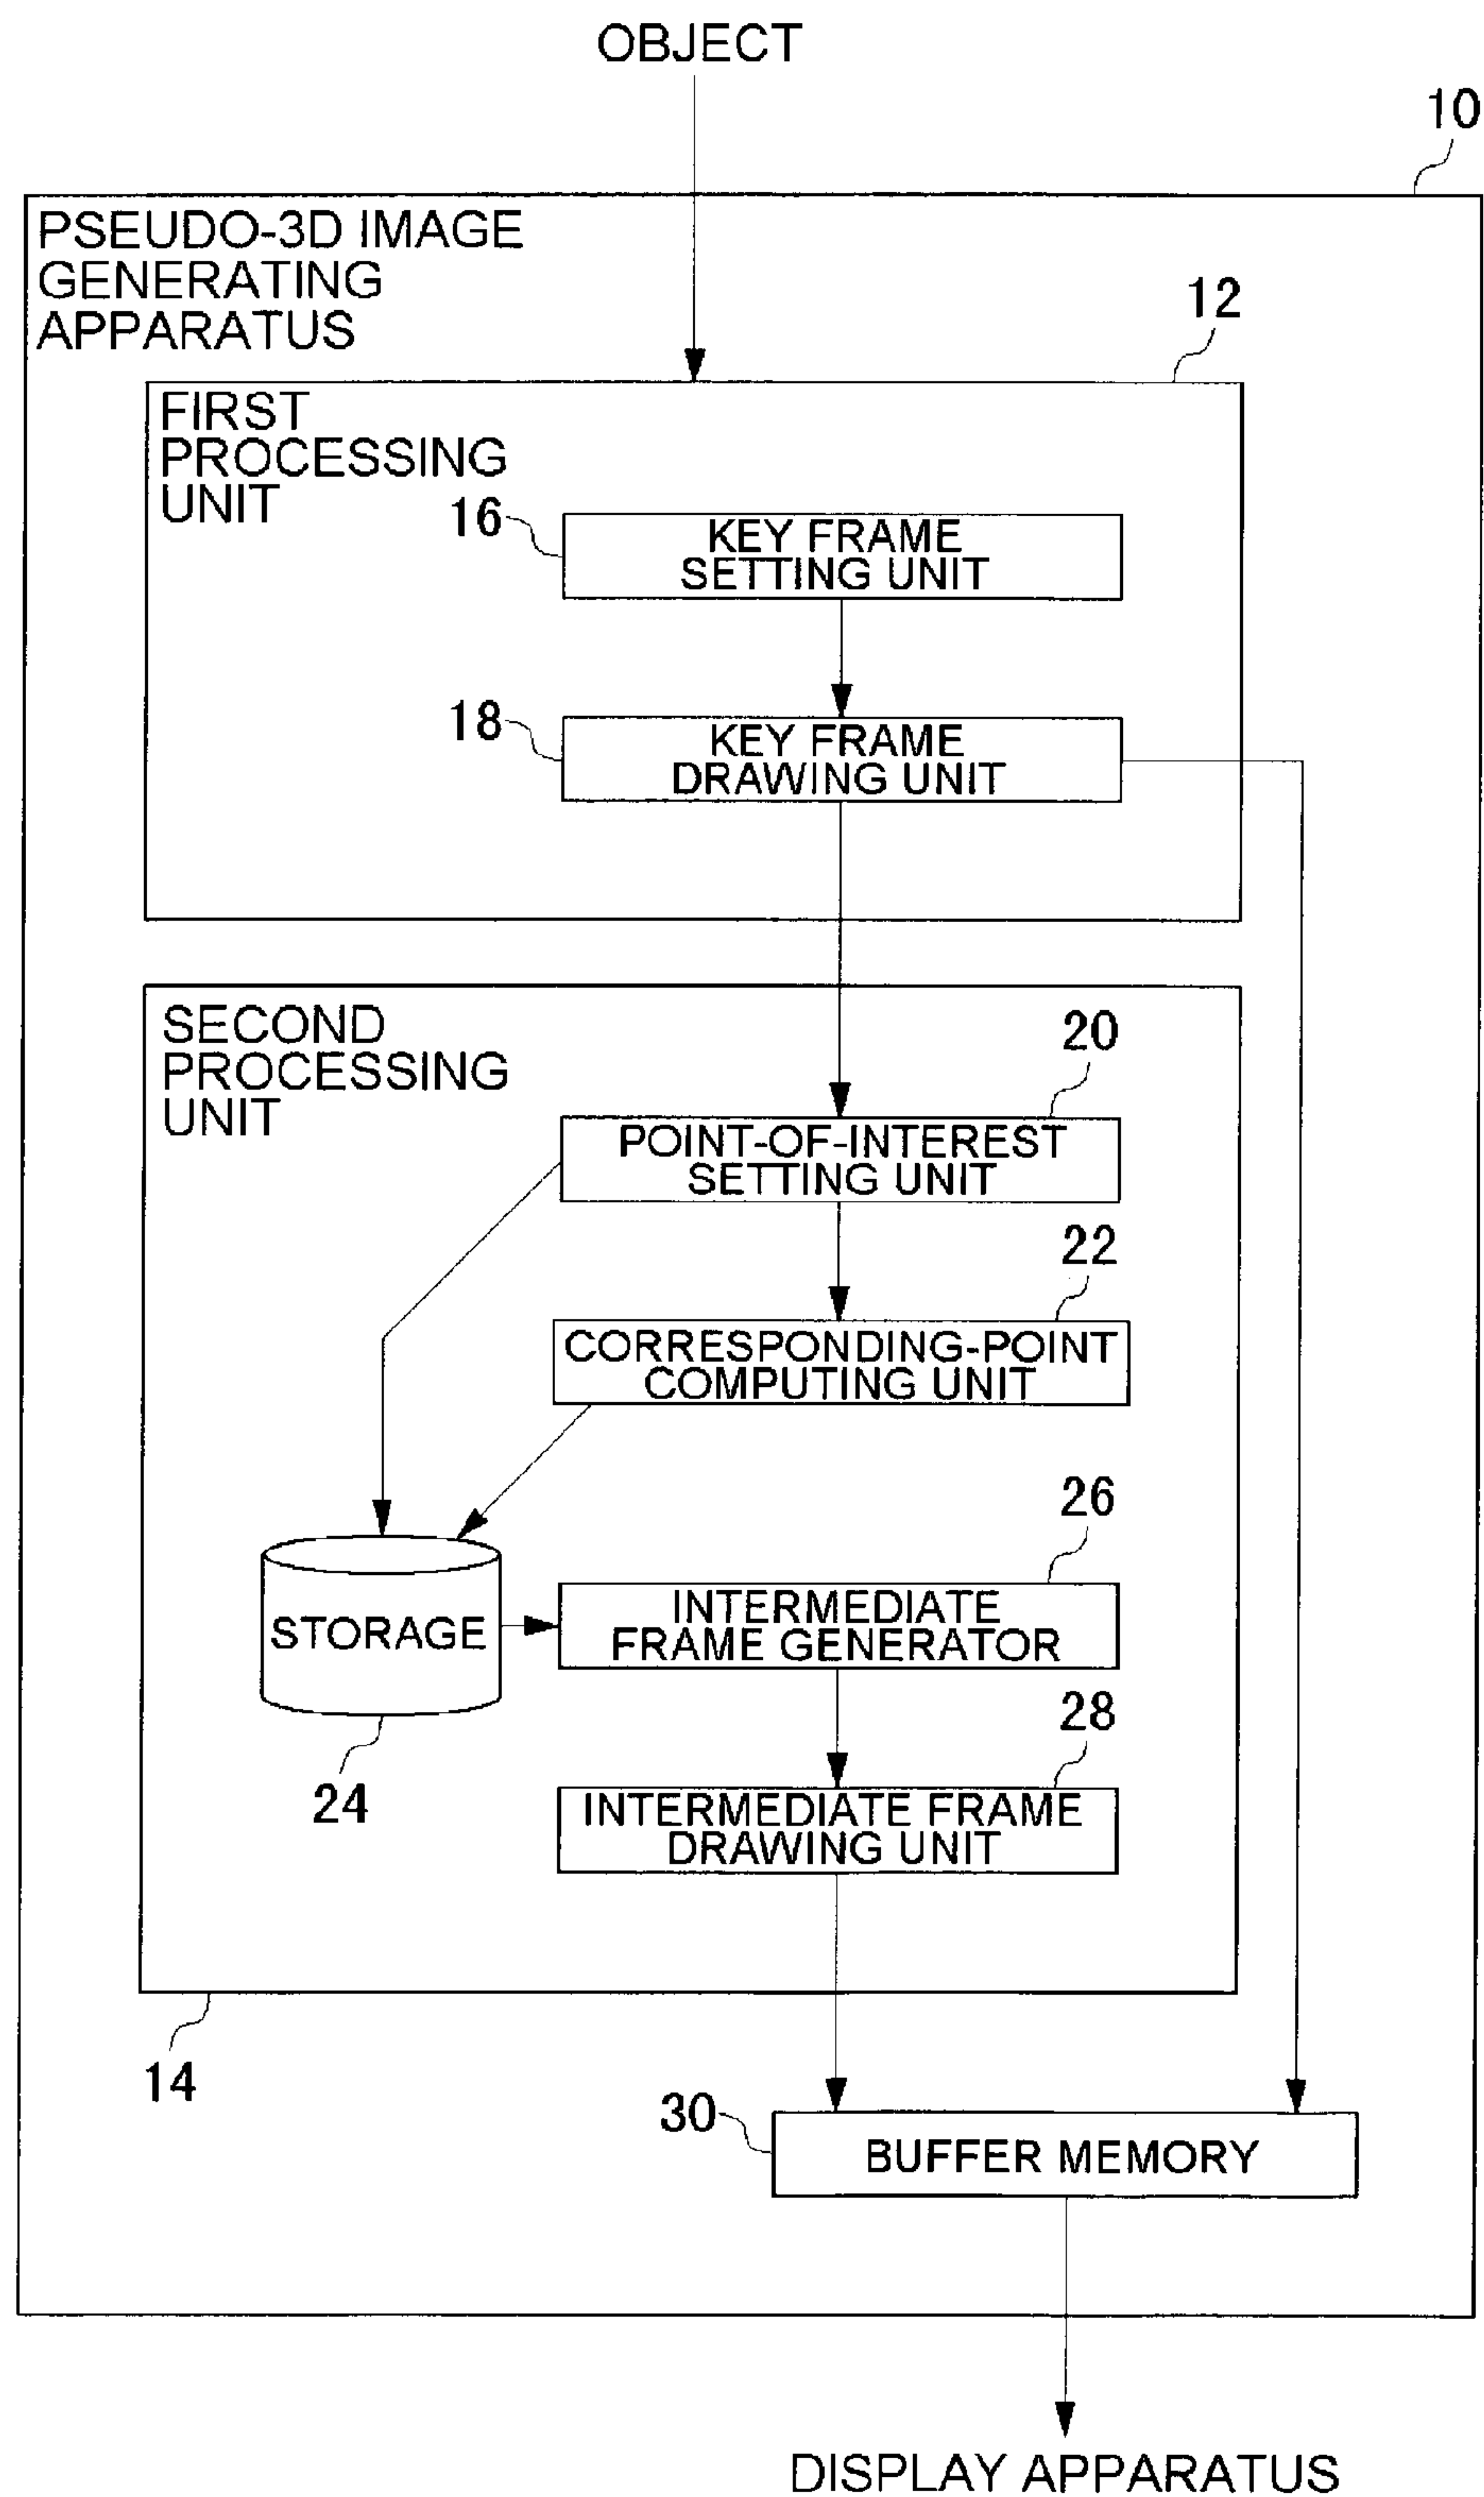 OBJECT
10
PSEUDO-3D IMAGE
GENERATING
APPARATUS
12
FIRST
PROCESSING
UNIT
16
KEY FRAME
SETTING UNIT
18
KEY FRAME
DRAWING UNIT
SECOND
PROCESSING
UNIT
20
POINT-OF-INTEREST
SETTING UNIT
22
CORRESPONDING-POINT
COMPUTING UNIT
26
STORAGE
INTERMEDIATE
FRAME GENERATOR
28
24
INTERMEDIATE FRAME
DRAWING UNIT
14
30
BUFFER MEMORY
DISPLAY APPARATUS